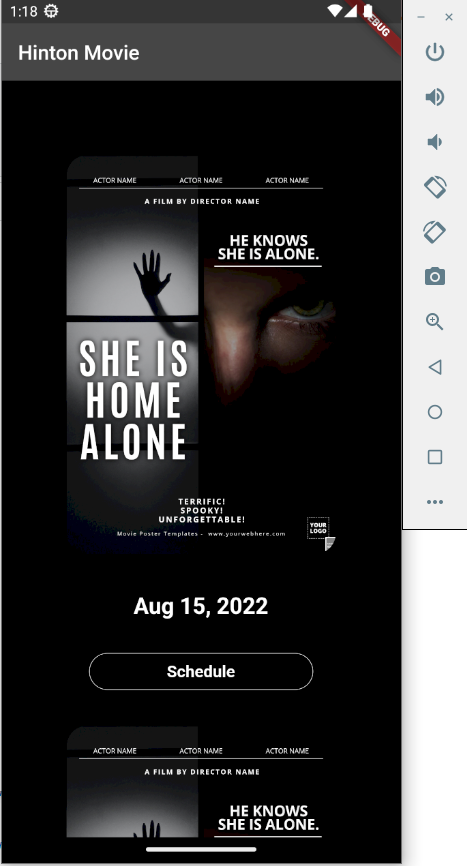 1:18
DEBUG
Hinton Movie
ACTOR NAME ACTOR NAME ACTOR NAME
A FILM BY DIRECTOR NAME
HE KNOWS
SHE IS ALONE.
SHE IS
HOME
ALONE
TERRIFIC!
SPOOKY!
UNFORGETTABLE!
YOUR
LOGO
Movie Poster Templates - www.yourwebhere.com
Aug 15, 2022
Schedule
ACTOR NAME ACTOR NAME ACTOR NAME
A FILM BY DIRECTOR NAME
HE KNOWS
SHE IS ALONE.